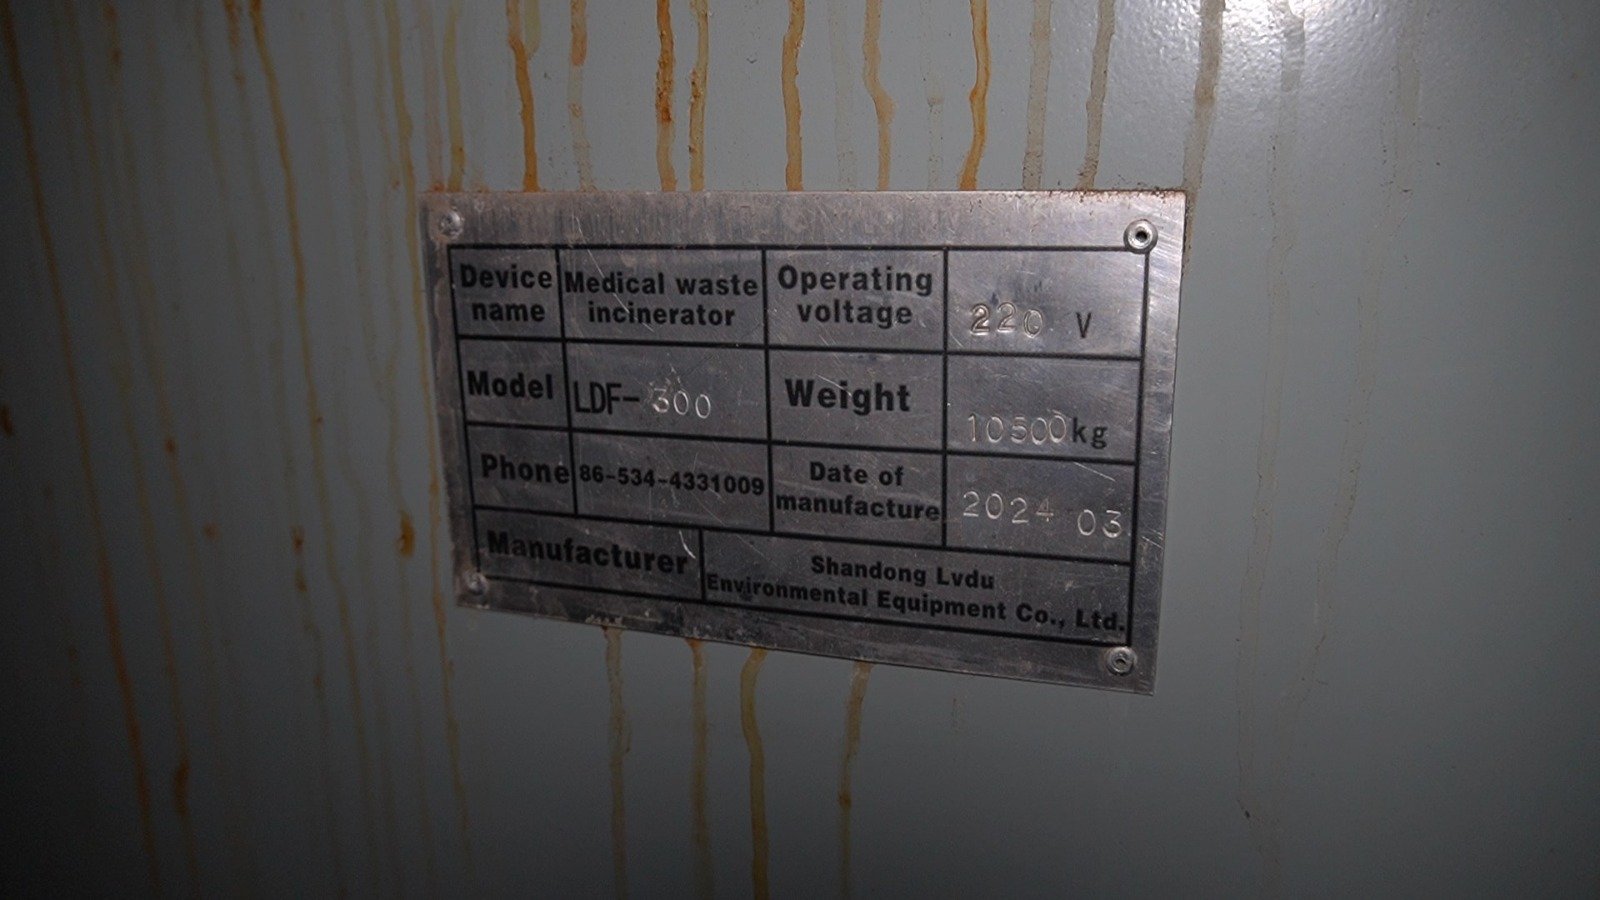 Device name
Medical waste incinerator
Operating voltage
220 V
Model
LDF-300
Weight
10500kg
Phone
86-534-4331009
Date of manufacture
2024 03
Manufacturer
Shandong Lvdu
Environmental Equipment Co., Ltd.